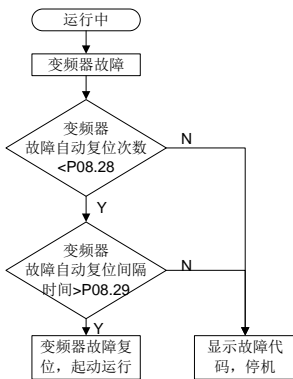 运行中
变频器故障
变频器
故障自动复位次数
<P08.28
N
Y
变频器
故障自动复位间隔
时间>P08.29
N
Y
变频器故障复
位，起动运行
显示故障代
码，停机